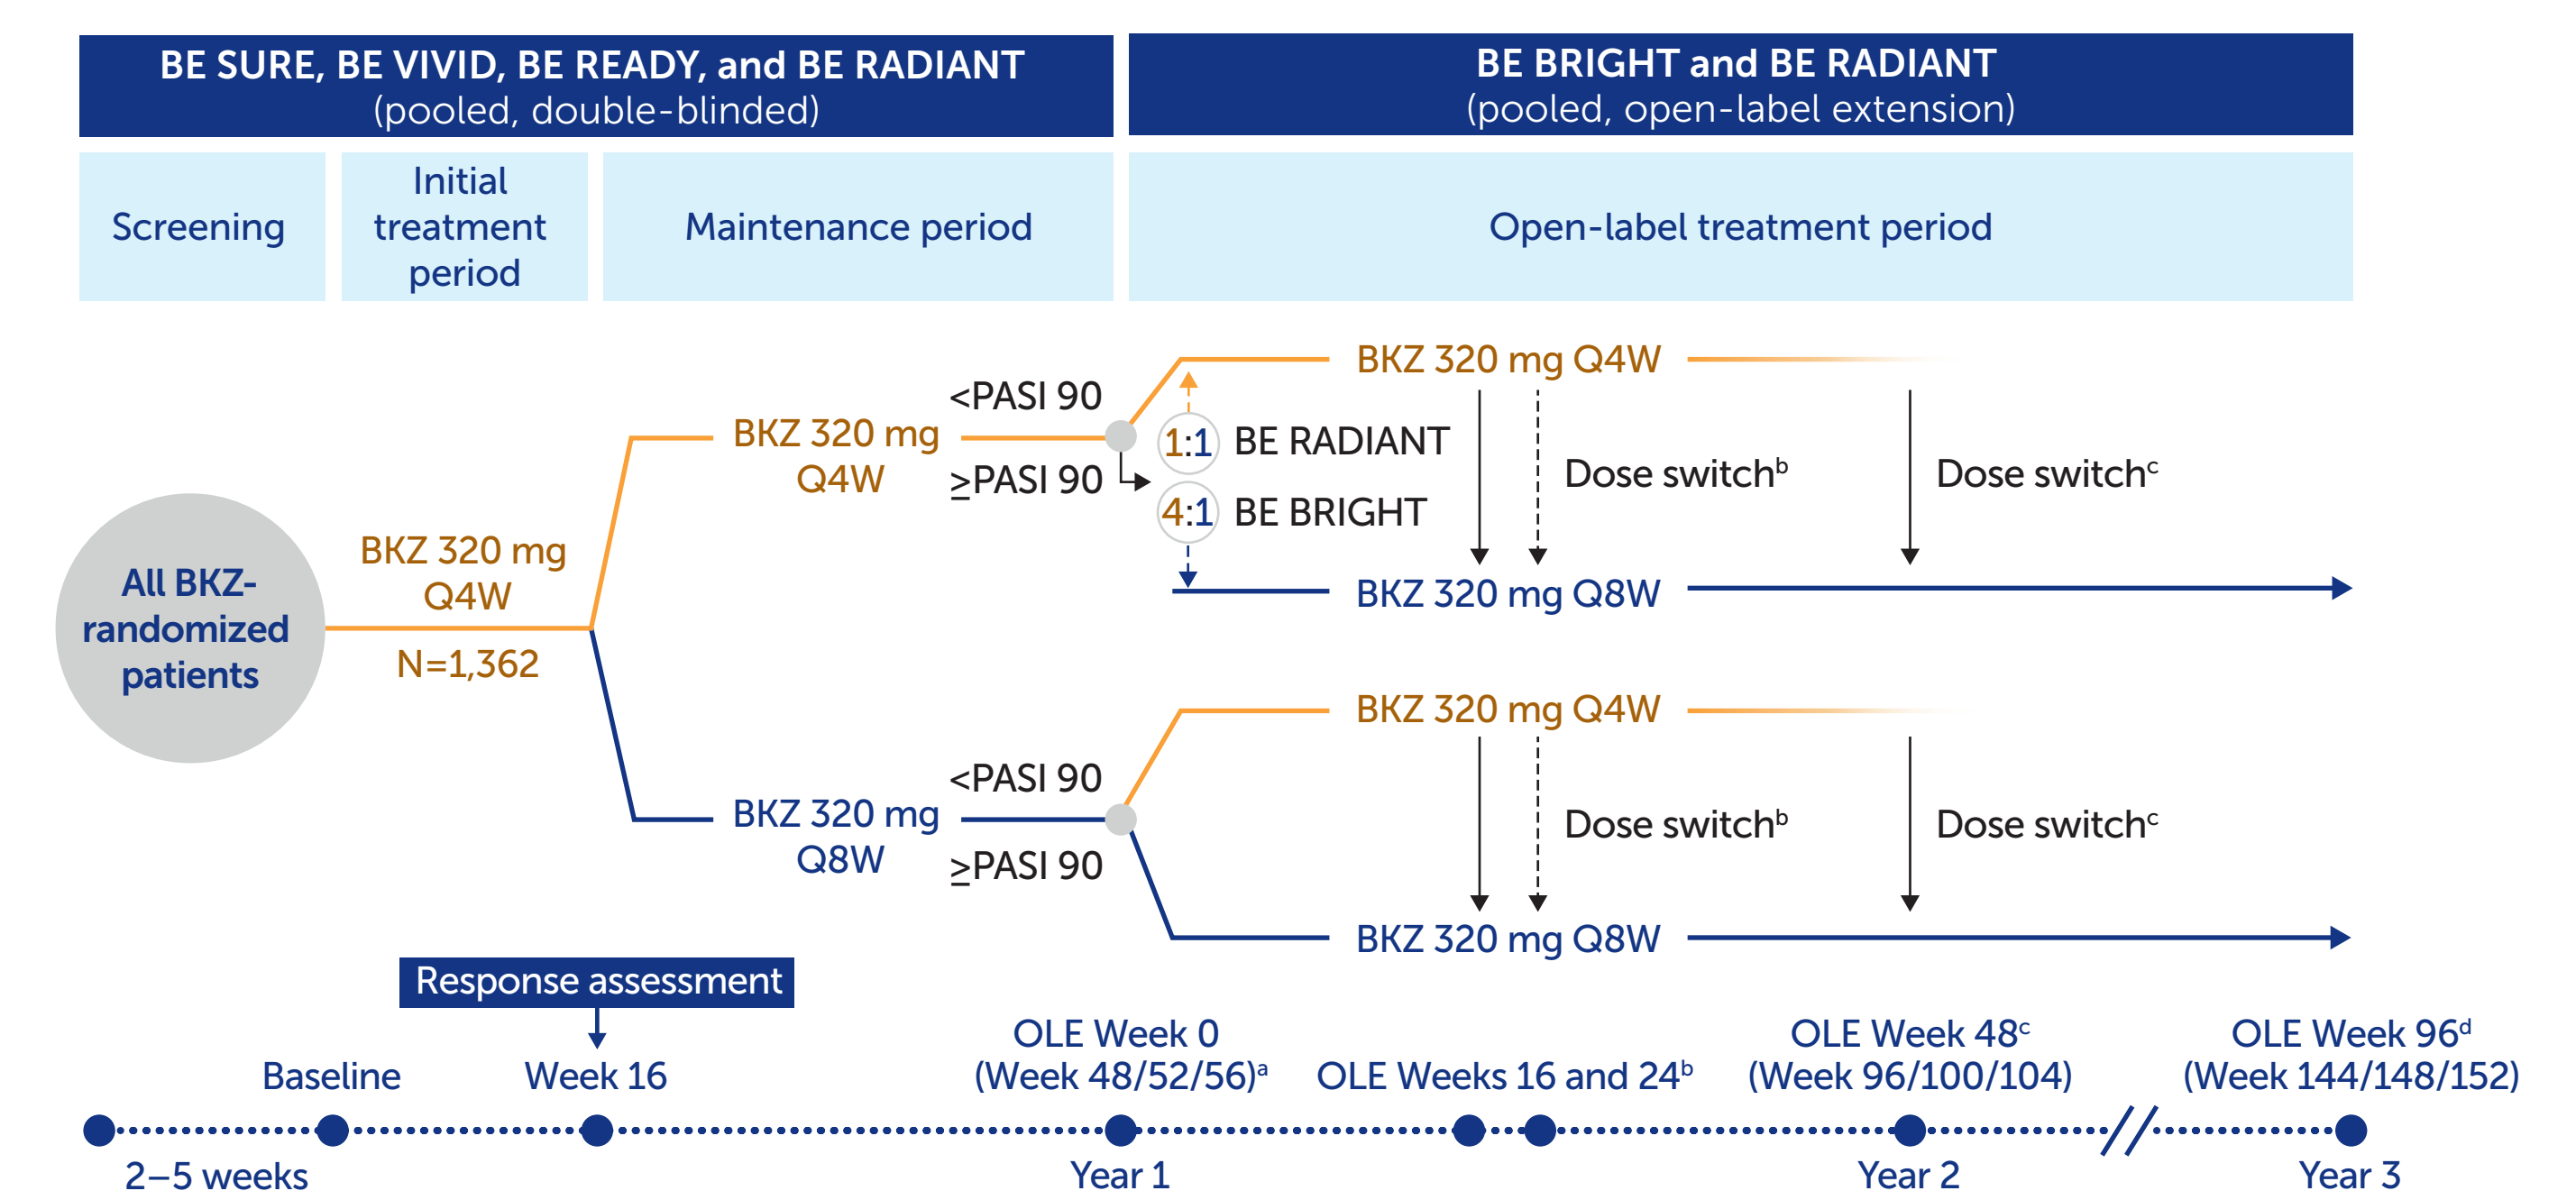 BE SURE, BE VIVID, BE READY, and BE RADIANT
(pooled, double-blinded)
BE BRIGHT and BE RADIANT
(pooled, open-label extension)
Screening
Initial
treatment
period
Maintenance period
Open-label treatment period
All BKZ-
randomized
patients
BKZ 320 mg
Q4W
N=1,362
BKZ 320 mg
Q4W
<PASI 90
≥PASI 90
1:1 BE RADIANT
4:1 BE BRIGHT
BKZ 320 mg Q4W
Dose switchᵇ
Dose switchᶜ
BKZ 320 mg Q8W
BKZ 320 mg
Q8W
<PASI 90
≥PASI 90
BKZ 320 mg Q4W
Dose switchᵇ
Dose switchᶜ
BKZ 320 mg Q8W
Response assessment
Baseline
Week 16
OLE Week 0
(Week 48/52/56)ᵃ
OLE Weeks 16 and 24ᵇ
OLE Week 48ᶜ
(Week 96/100/104)
OLE Week 96ᵈ
(Week 144/148/152)
2–5 weeks
Year 1
Year 2
Year 3